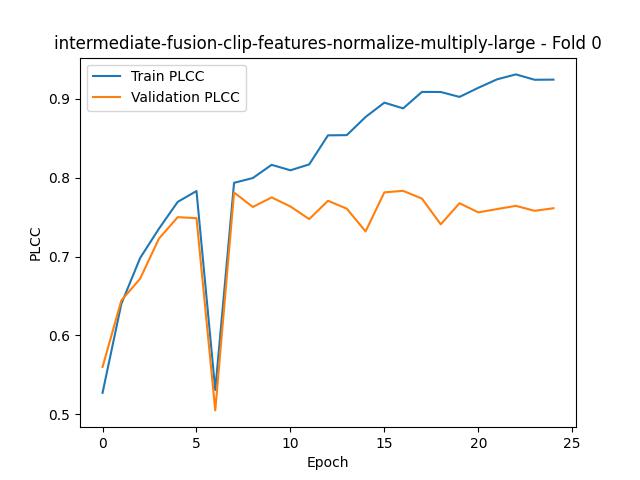 intermediate-fusion-clip-features-normalize-multiply-large - Fold 0
Train PLCC
Validation PLCC
PLCC
0.9
0.8
0.7
0.6
0.5
0 5 10 15 20 25
Epoch